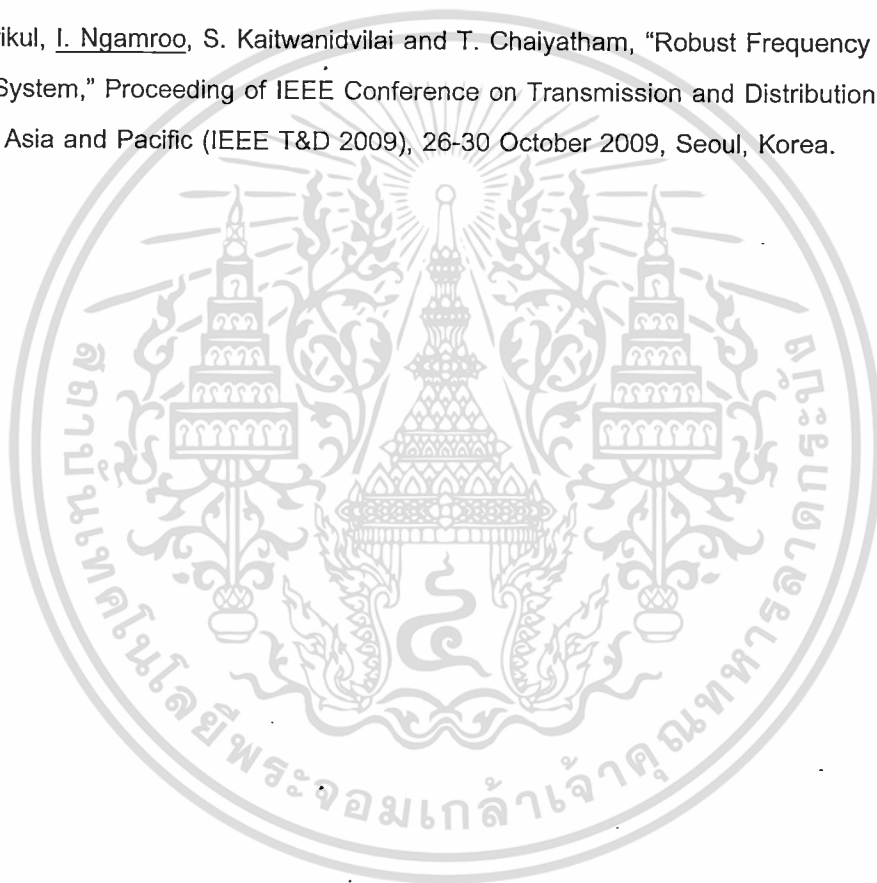 ikul, I. Ngamroo, S. Kaitwanidvilai and T. Chaiyatham, “Robust Frequency
System,” Proceeding of IEEE Conference on Transmission and Distribution
Asia and Pacific (IEEE T&D 2009), 26-30 October 2009, Seoul, Korea.
สถาบันเทคโนโลยีพระจอมเกล้าเจ้าคุณทหารลาดกระบัง
๔